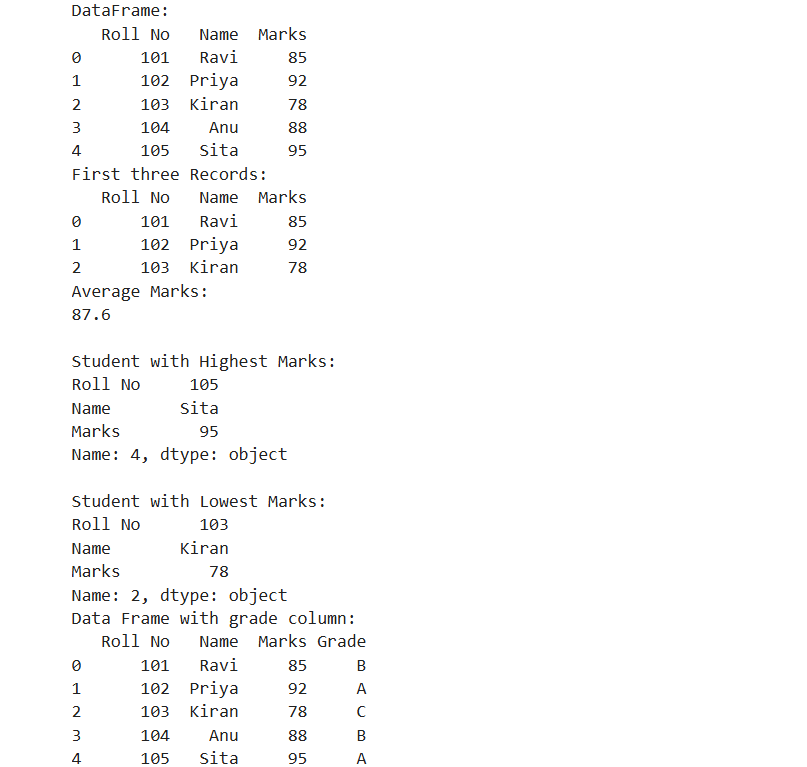 DataFrame:
   Roll No   Name  Marks
0      101   Ravi     85
1      102  Priya     92
2      103  Kiran     78
3      104    Anu     88
4      105   Sita     95
First three Records:
   Roll No   Name  Marks
0      101   Ravi     85
1      102  Priya     92
2      103  Kiran     78
Average Marks:
87.6

Student with Highest Marks:
Roll No     105
Name       Sita
Marks        95
Name: 4, dtype: object

Student with Lowest Marks:
Roll No      103
Name       Kiran
Marks         78
Name: 2, dtype: object
Data Frame with grade column:
   Roll No   Name  Marks Grade
0      101   Ravi     85     B
1      102  Priya     92     A
2      103  Kiran     78     C
3      104    Anu     88     B
4      105   Sita     95     A